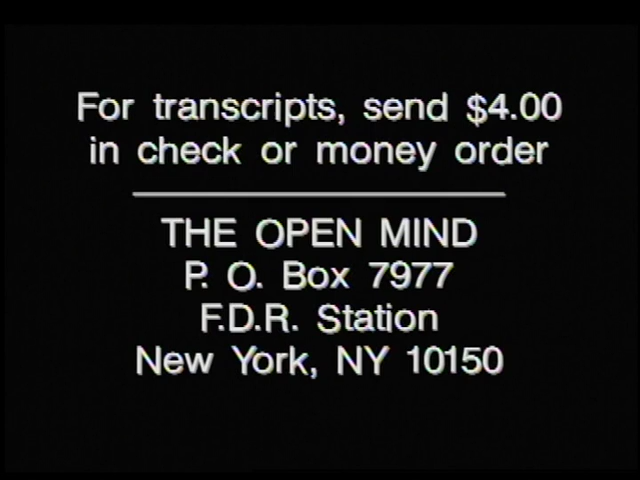 For transcripts, send $4.00
in check or money order
THE OPEN MIND
P. O. Box 7977
F.D.R. Station
New York, NY 10150